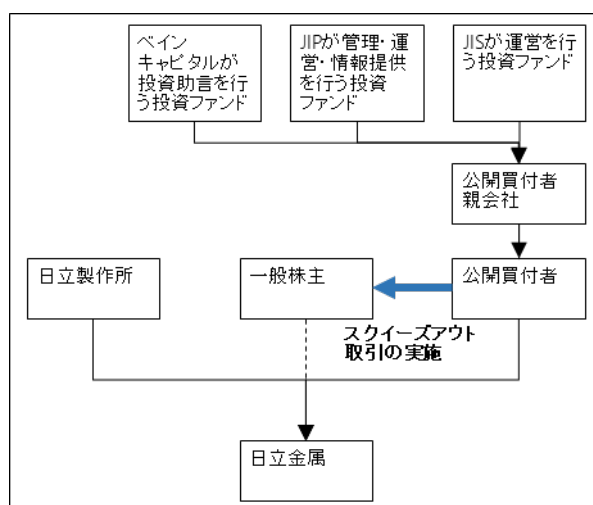 ベイン
キャピタルが
投資助言を行
う投資ファンド
JIPが管理・運
営・情報提供
を行う投資
ファンド
JISが運営を行
う投資ファンド
公開買付者
親会社
日立製作所
一般株主
公開買付者
スクイーズアウト
取引の実施
日立金属